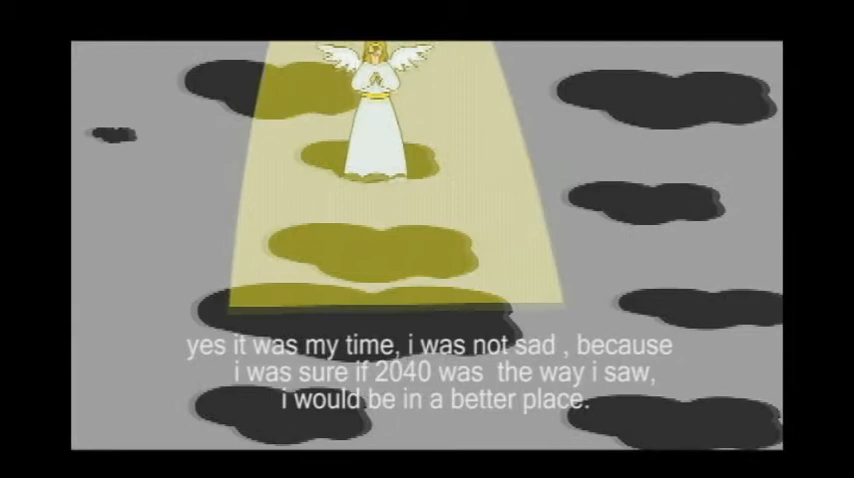 yes it was my time, i was not sad , because
i was sure if 2040 was the way i saw,
i would be in a better place.